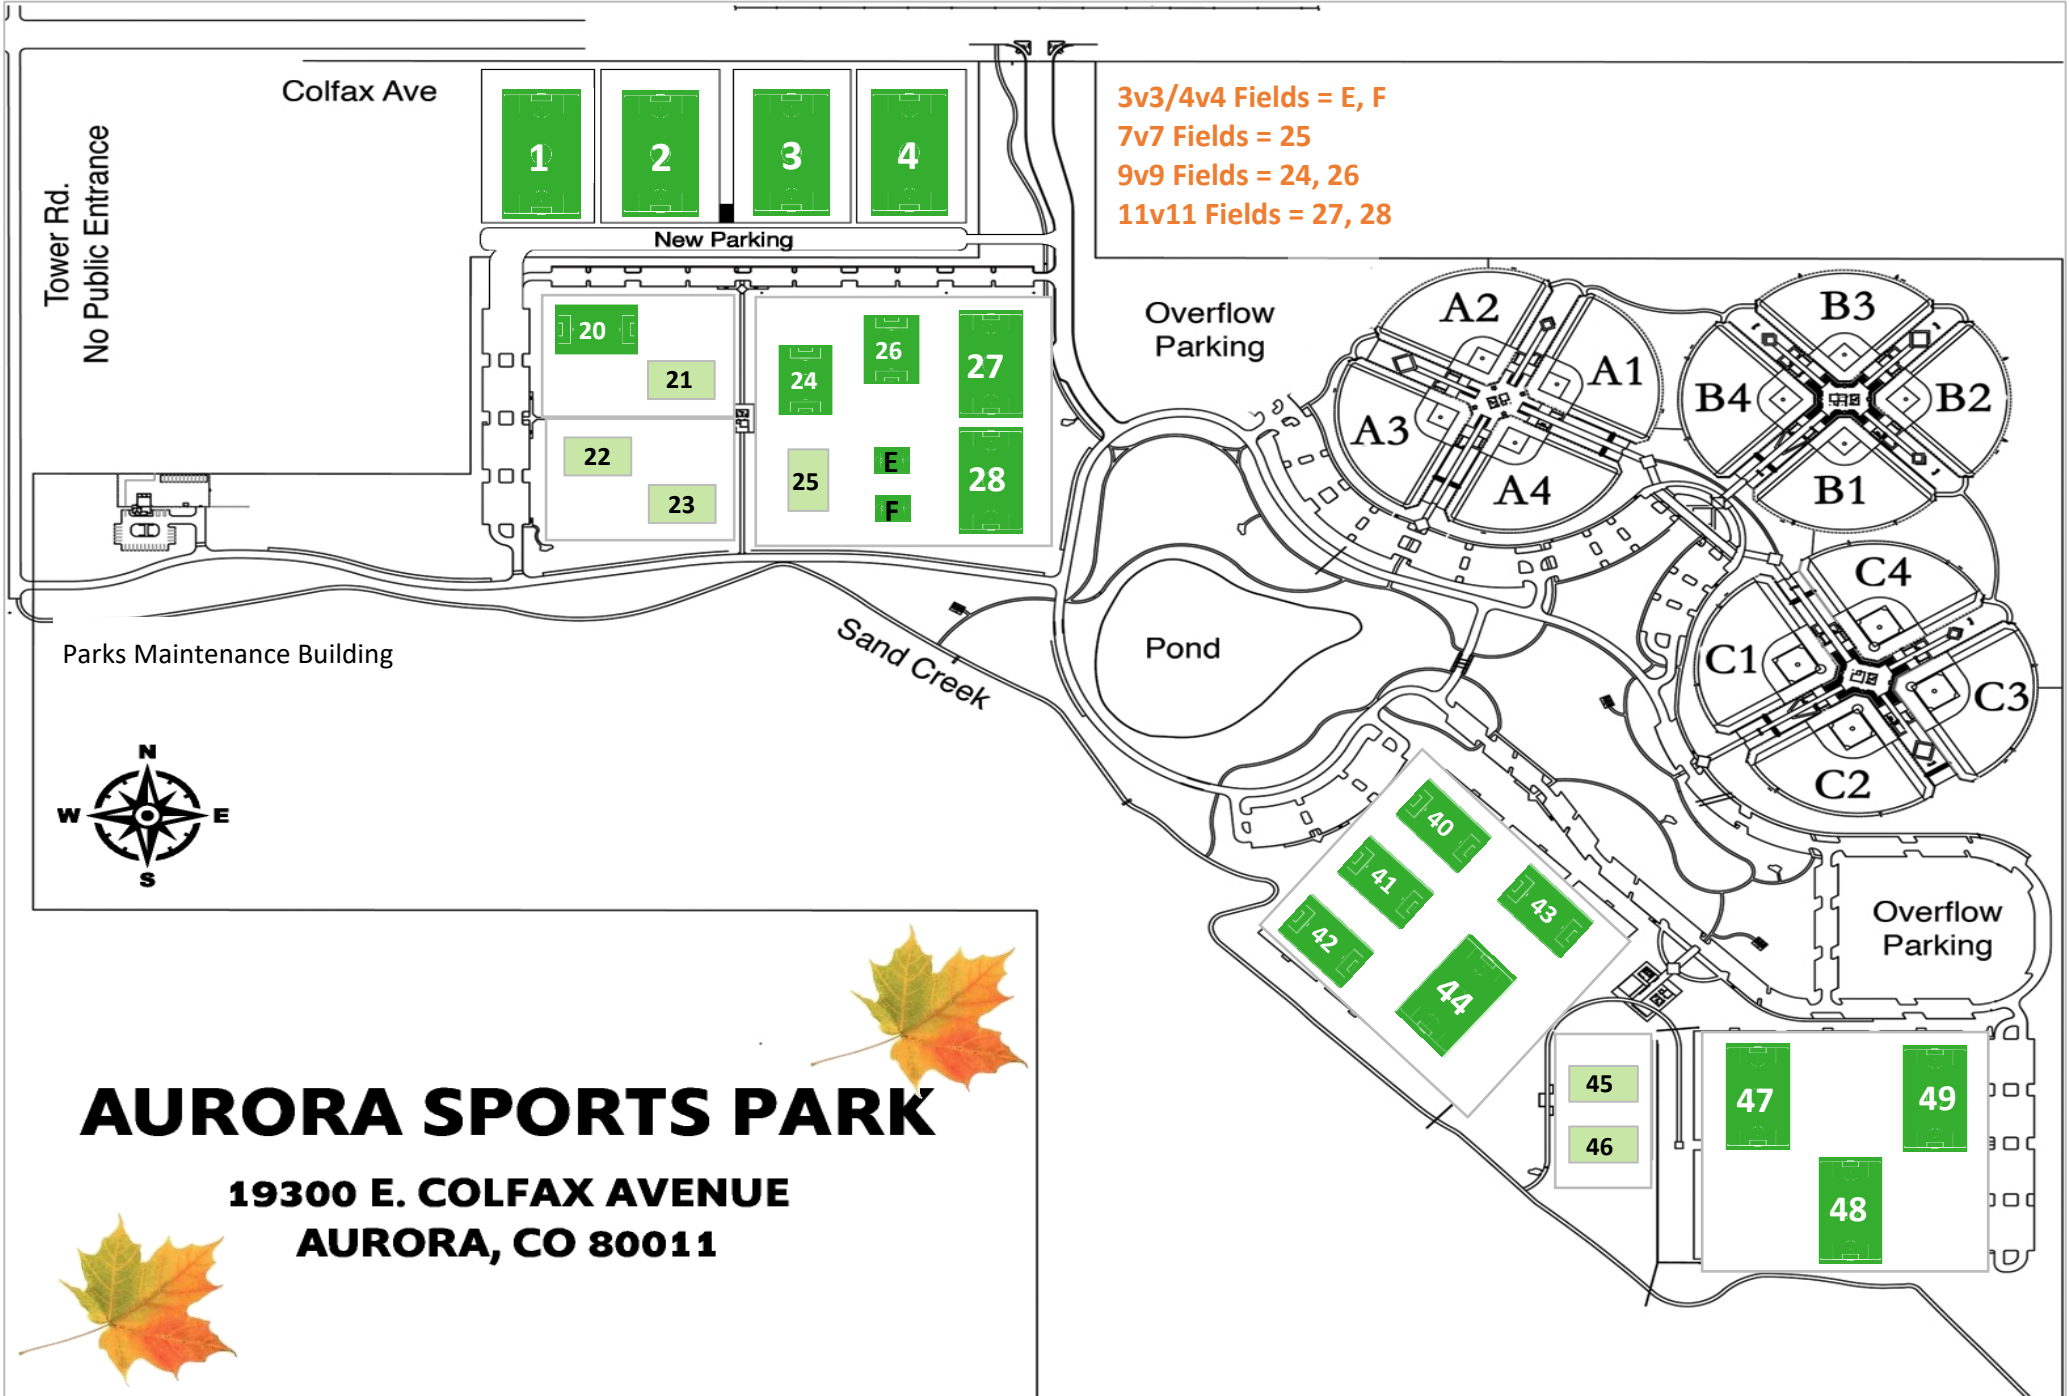 Colfax Ave
Tower Rd.
No Public Entrance
1
2
3
4
3v3/4v4 Fields = E, F
7v7 Fields = 25
9v9 Fields = 24, 26
11v11 Fields = 27, 28
New Parking
20
21
22
23
24
25
26
27
28
E
F
Overflow
Parking
A2
A1
A3
A4
B3
B4
B2
B1
C4
C1
C3
C2
Parks Maintenance Building
Sand Creek
Pond
N
W
E
S
40
41
42
43
44
Overflow
Parking
45
46
47
49
48
AURORA SPORTS PARK
19300 E. COLFAX AVENUE
AURORA, CO 80011